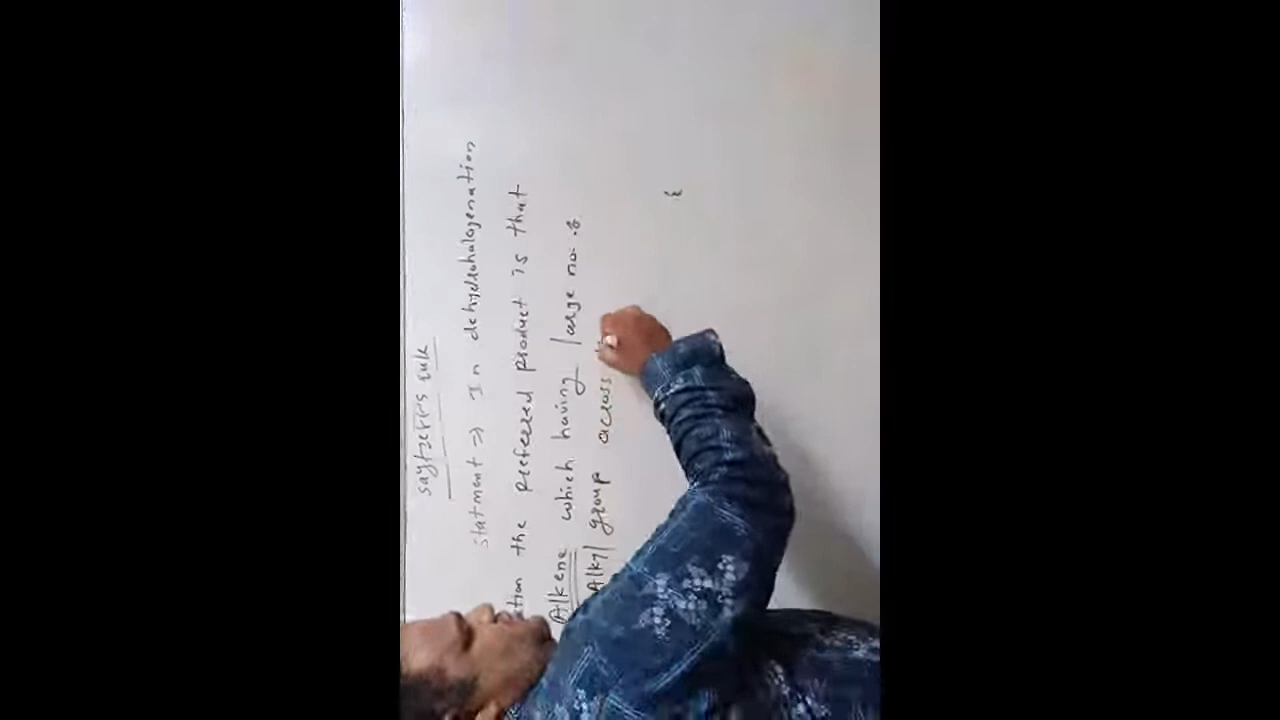 saytzeff's rule
statment ⇒ In dehydrohalogenation
the preferred product is that
Alkene which having large no. of
Alkyl group across